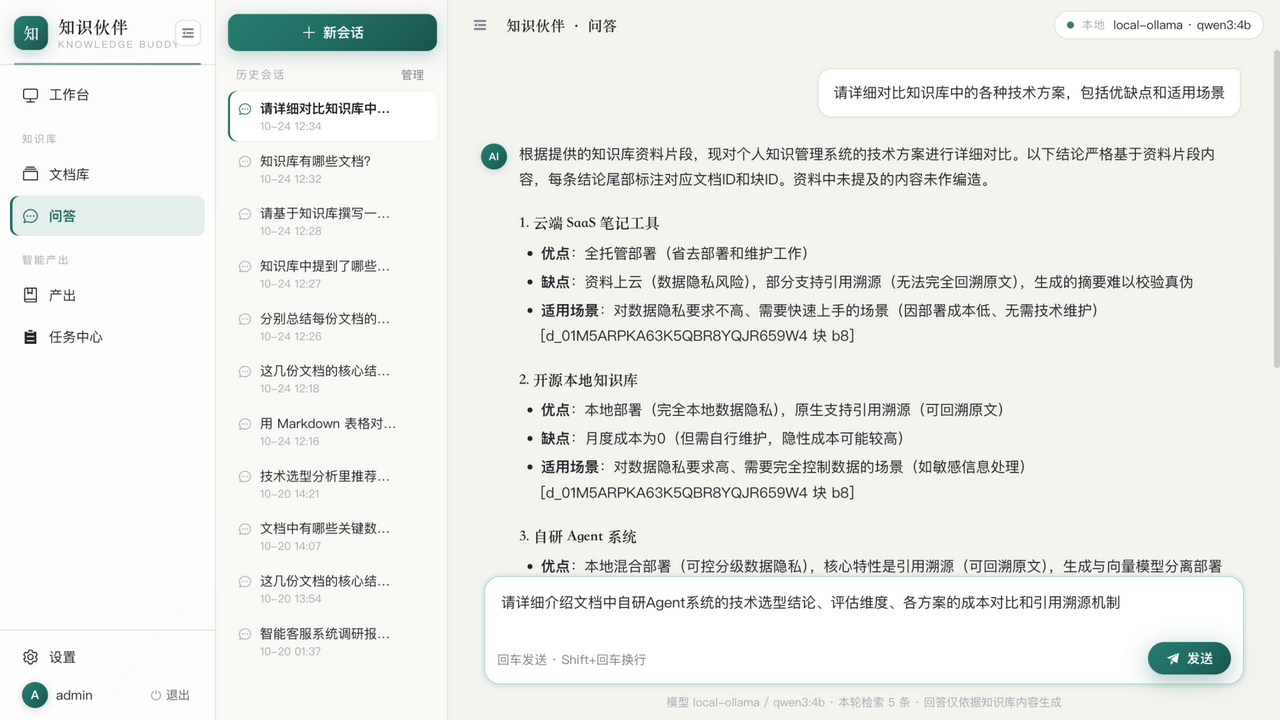 知
知识伙伴
KNOWLEDGE BUDDY
工作台
知识库
文档库
问答
智能产出
产出
任务中心
设置
A
admin
退出
新会话
历史会话
管理
请详细对比知识库中...
10-24 12:34
知识库有哪些文档?
10-24 12:32
请基于知识库撰写一...
10-24 12:28
知识库中提到了哪些...
10-24 12:27
分别总结每份文档的...
10-24 12:26
这几份文档的核心结...
10-24 12:18
用 Markdown 表格对...
10-24 12:16
技术选型分析里推荐...
10-20 14:21
文档中有哪些关键数...
10-20 14:07
这几份文档的核心结...
10-20 13:54
智能客服系统调研报...
10-20 01:37
知识伙伴 · 问答
本地 local-ollama · qwen3:4b
请详细对比知识库中的各种技术方案，包括优缺点和适用场景
AI
根据提供的知识库资料片段，现对个人知识管理系统的技术方案进行详细对比。以下结论严格基于资料片段内
容，每条结论尾部标注对应文档ID和块ID。资料中未提及的内容未作编造。
1. 云端 SaaS 笔记工具
• 优点：全托管部署（省去部署和维护工作）
• 缺点：资料上云（数据隐私风险），部分支持引用溯源（无法完全回溯原文），生成的摘要难以校验真伪
• 适用场景：对数据隐私要求不高、需要快速上手的场景（因部署成本低、无需技术维护）
[d_01M5ARPKA63K5QBR8YQJR659W4 块 b8]
2. 开源本地知识库
• 优点：本地部署（完全本地数据隐私），原生支持引用溯源（可回溯原文）
• 缺点：月度成本为0（但需自行维护，隐性成本可能较高）
• 适用场景：对数据隐私要求高、需要完全控制数据的场景（如敏感信息处理）
[d_01M5ARPKA63K5QBR8YQJR659W4 块 b8]
3. 自研 Agent 系统
• 优点：本地混合部署（可控分级数据隐私），核心特性是引用溯源（可回溯原文），生成与向量模型分离部署
请详细介绍文档中自研Agent系统的技术选型结论、评估维度、各方案的成本对比和引用溯源机制
回车发送 · Shift+回车换行
发送
模型 local-ollama / qwen3:4b · 本轮检索 5 条 · 回答仅依据知识库内容生成